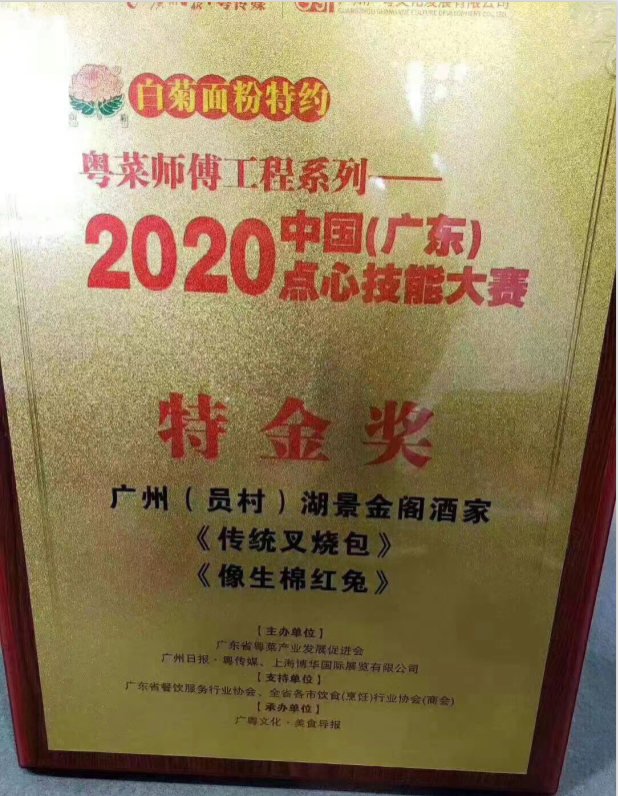 白菊面粉特约
粤菜师傅工程系列——
2020中国(广东)
点心技能大赛
特金奖
广州(员村)湖景金阁酒家
《传统叉烧包》
《像生棉红兔》
【主办单位】
广东省粤菜产业发展促进会
广州日报·粤传媒、上海博华国际展览有限公司
【支持单位】
广东省餐饮服务行业协会、全省各市饮食(烹饪)行业协会(商会)
【承办单位】
广粤文化·美食导报